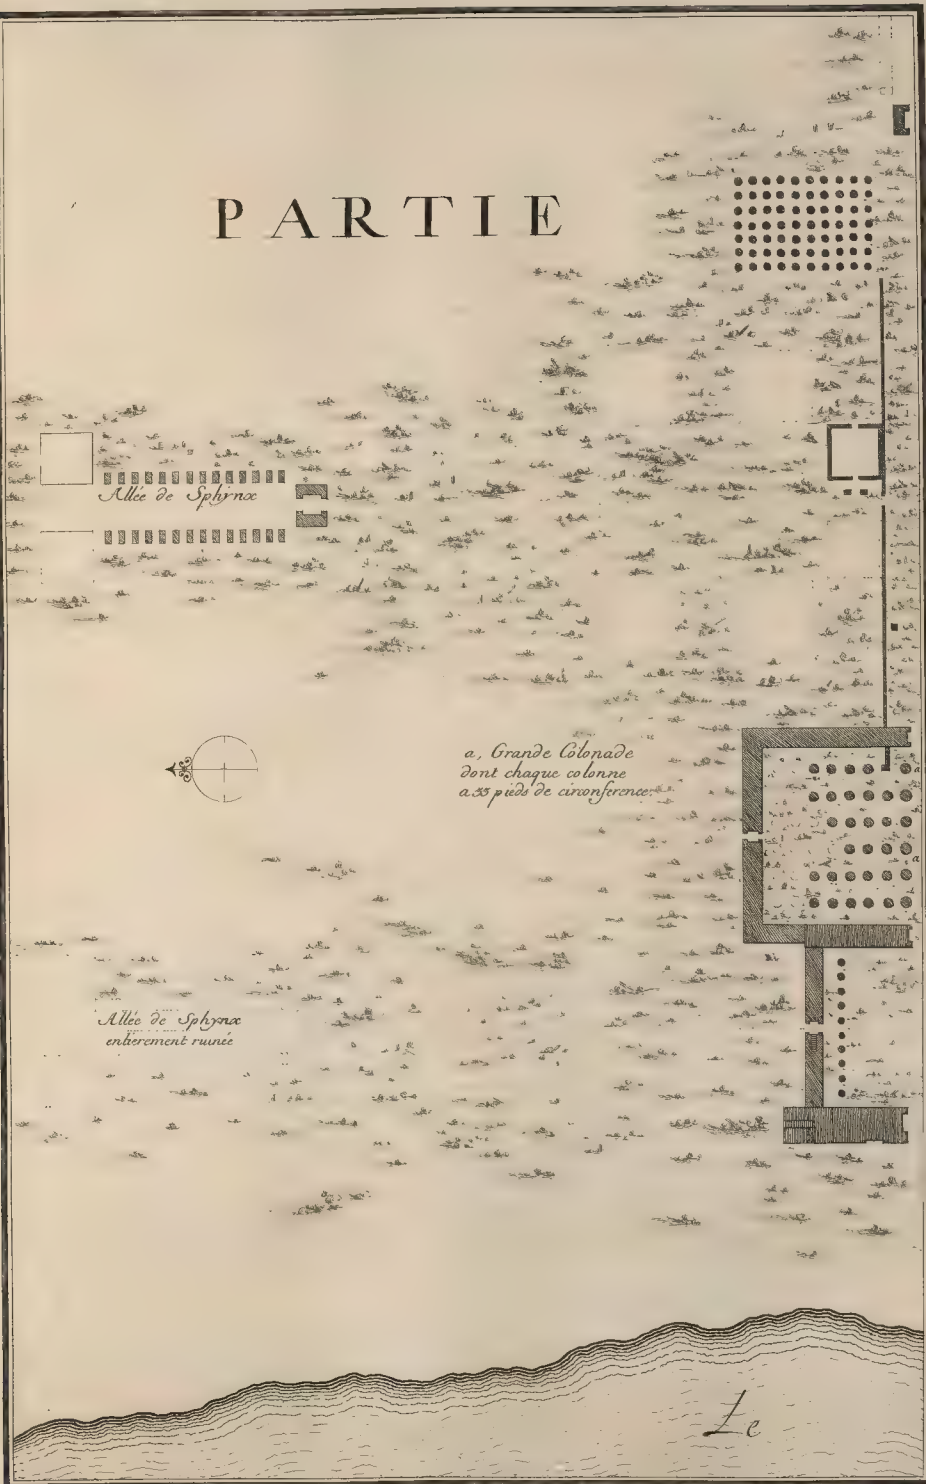 PARTIE
Allée de Sphynx
a, Grande Colonade
dont chaque colonne
a 33 pieds de circonference.
a
a
Allée de Sphynx
entierement ruinée
Le